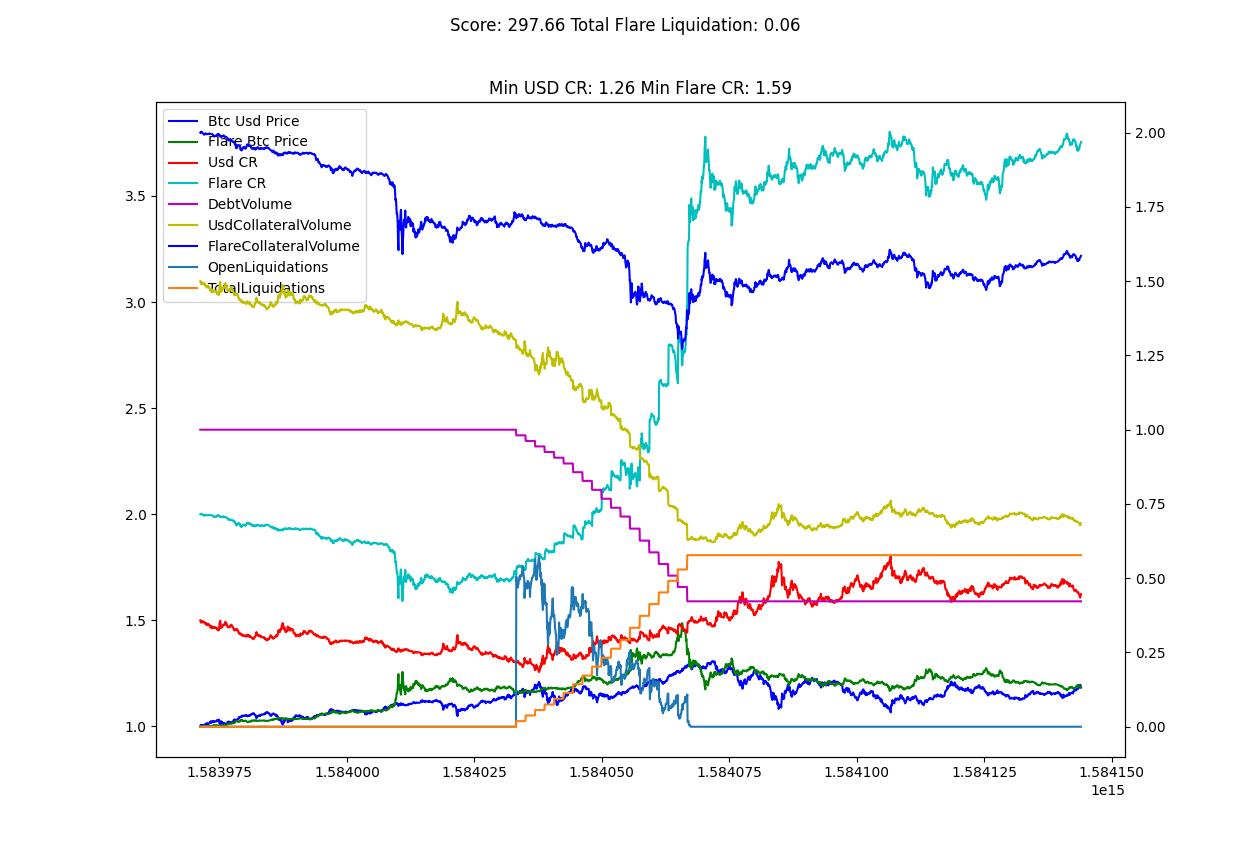 Score: 297.66 Total Flare Liquidation: 0.06
Min USD CR: 1.26 Min Flare CR: 1.59
Btc Usd Price
Flare Btc Price
Usd CR
Flare CR
DebtVolume
UsdCollateralVolume
FlareCollateralVolume
OpenLiquidations
TotalLiquidations
3.5
3.0
2.5
2.0
1.5
1.0
2.00
1.75
1.50
1.25
1.00
0.75
0.50
0.25
0.00
1.583975
1.584000
1.584025
1.584050
1.584075
1.584100
1.584125
1.584150
1e15